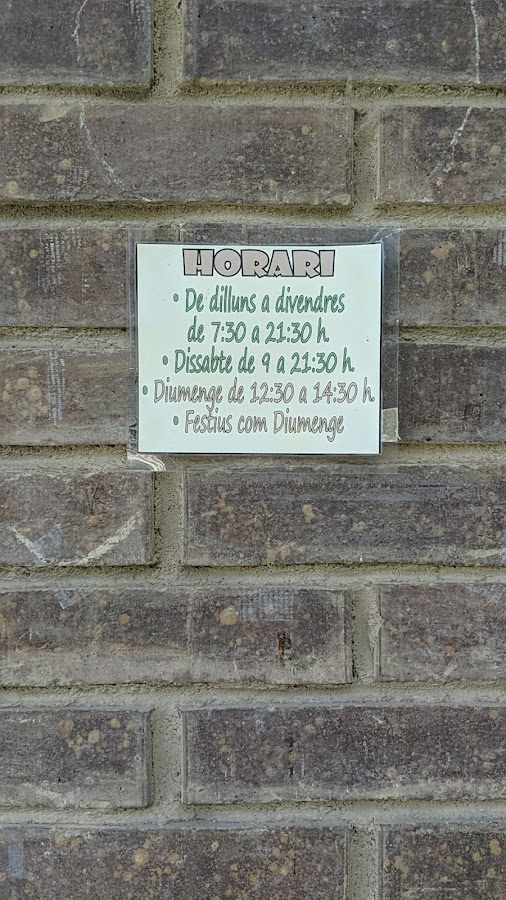 HORARI
• De dilluns a divendres
de 7:30 a 21:30 h.
• Dissabte de 9 a 21:30 h.
• Diumenge de 12:30 a 14:30 h.
• Festius com Diumenge